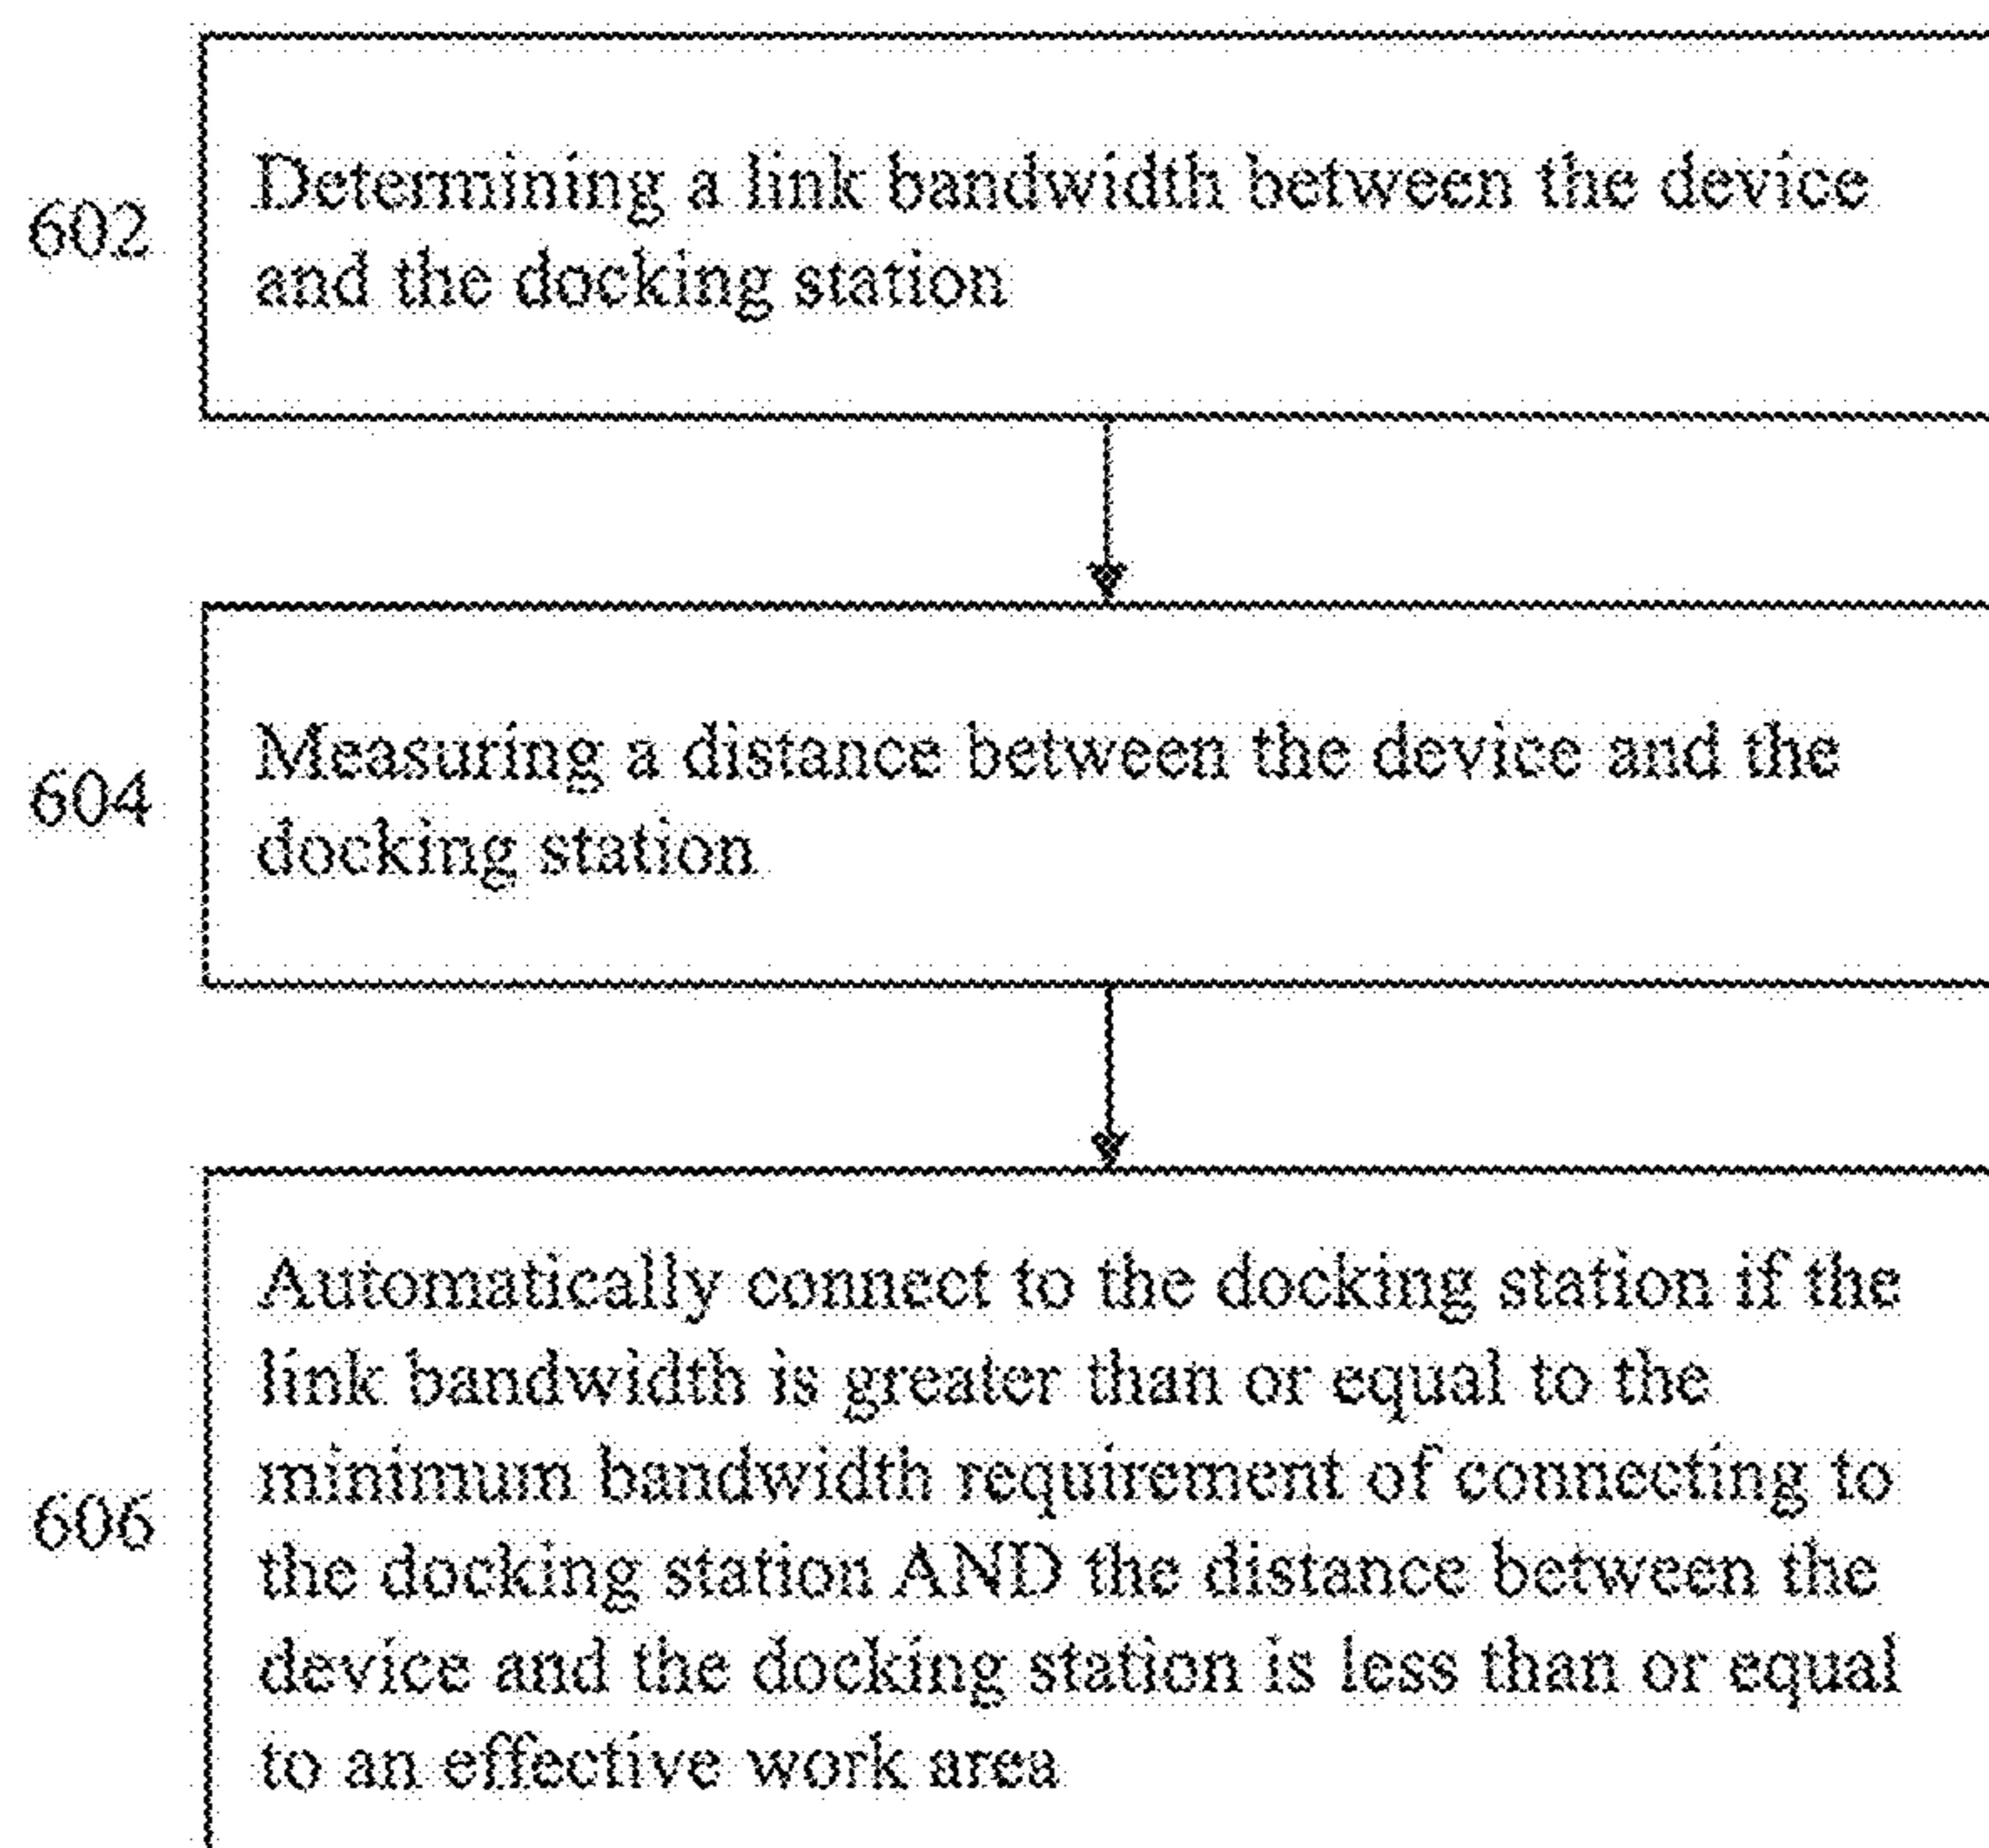 602
Determining a link bandwidth between the device
and the docking station
604
Measuring a distance between the device and the
docking station
606
Automatically connect to the docking station if the
link bandwidth is greater than or equal to the
minimum bandwidth requirement of connecting to
the docking station AND the distance between the
device and the docking station is less than or equal
to an effective work area